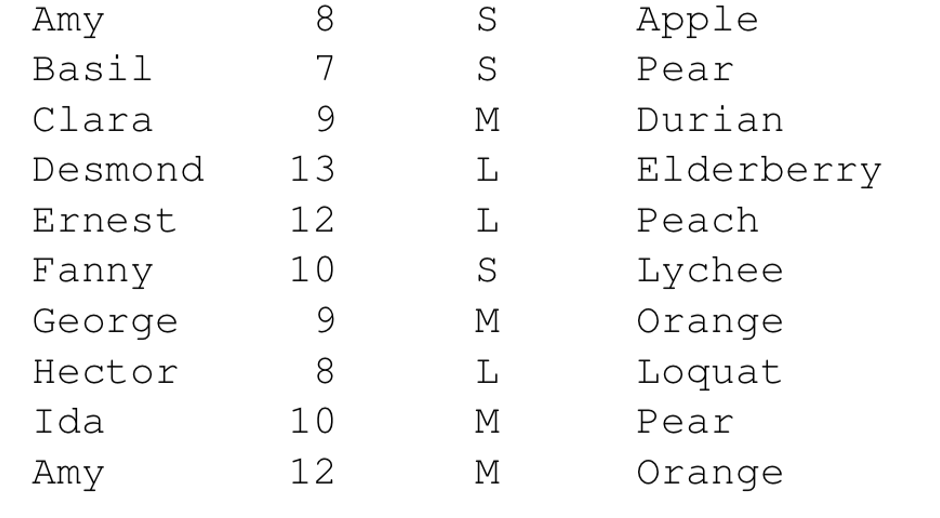 Amy 8 S Apple
Basil 7 S Pear
Clara 9 M Durian
Desmond 13 L Elderberry
Ernest 12 L Peach
Fanny 10 S Lychee
George 9 M Orange
Hector 8 L Loquat
Ida 10 M Pear
Amy 12 M Orange